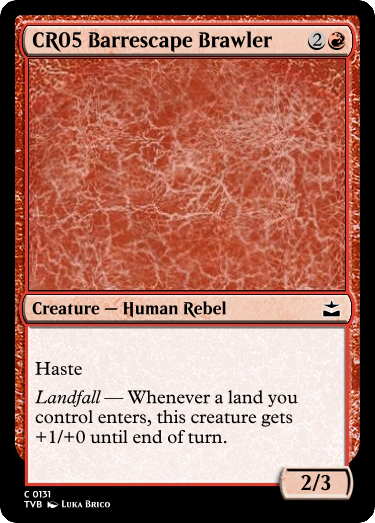 CR05 Barrescape Brawler 2
Creature — Human Rebel
Haste
Landfall — Whenever a land you
control enters, this creature gets
+1/+0 until end of turn.
2/3
C 0131
TVB Luka Brico